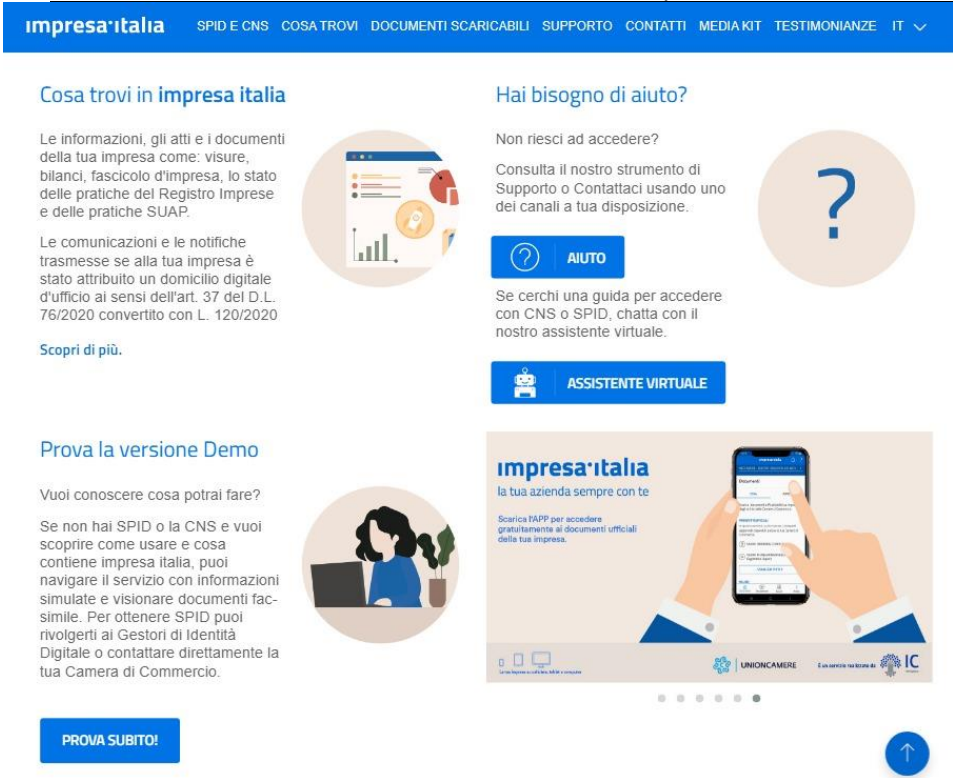 ımpresa·ıtalıa SPID E CNS COSA TROVI DOCUMENTI SCARICABILI SUPPORTO CONTATTI MEDIA KIT TESTIMONIANZE IT
Cosa trovi in impresa italia
Le informazioni, gli atti e i documenti
della tua impresa come: visure,
bilanci, fascicolo d'impresa, lo stato
delle pratiche del Registro Imprese
e delle pratiche SUAP.
Le comunicazioni e le notifiche
trasmesse se alla tua impresa è
stato attribuito un domicilio digitale
d'ufficio ai sensi dell'art. 37 del D.L.
76/2020 convertito con L. 120/2020
Scopri di più.
Hai bisogno di aiuto?
Non riesci ad accedere?
Consulta il nostro strumento di
Supporto o Contattaci usando uno
dei canali a tua disposizione.
?
AIUTO
Se cerchi una guida per accedere
con CNS o SPID, chatta con il
nostro assistente virtuale.
ASSISTENTE VIRTUALE
Prova la versione Demo
Vuoi conoscere cosa potrai fare?
Se non hai SPID o la CNS e vuoi
scoprire come usare e cosa
contiene impresa italia, puoi
navigare il servizio con informazioni
simulate e visionare documenti fac-
simile. Per ottenere SPID puoi
rivolgerti ai Gestori di Identità
Digitale o contattare direttamente la
tua Camera di Commercio.
PROVA SUBITO!
ımpresa·ıtalıa
la tua azienda sempre con te
Scarica l'APP per accedere
gratuitamente ai documenti ufficiali
della tua impresa.
Documenti
UNIONCAMERE
È un servizio realizzato da
IC